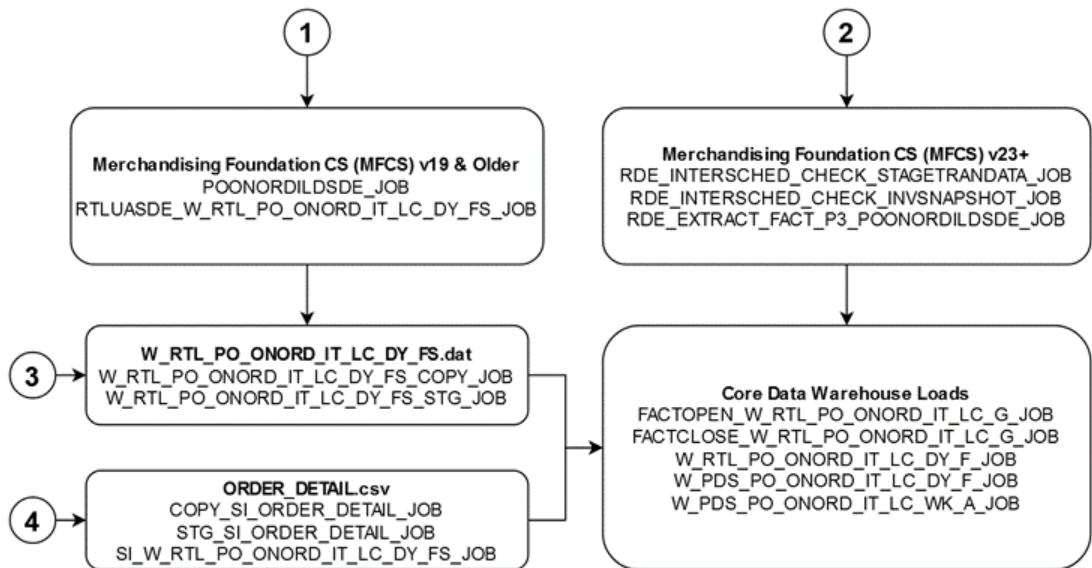 1
Merchandising Foundation CS (MFCS) v19 & Older
POONORDILDSDE_JOB
RTLUASDE_W_RTL_PO_ONORD_IT_LC_DY_FS_JOB
2
Merchandising Foundation CS (MFCS) v23+
RDE_INTERSCHED_CHECK_STAGETRANDATA_JOB
RDE_INTERSCHED_CHECK_INVSNAPSHOT_JOB
RDE_EXTRACT_FACT_P3_POONORDILDSDE_JOB
3
W_RTL_PO_ONORD_IT_LC_DY_FS.dat
W_RTL_PO_ONORD_IT_LC_DY_FS_COPY_JOB
W_RTL_PO_ONORD_IT_LC_DY_FS_STG_JOB
4
ORDER_DETAIL.csv
COPY_SI_ORDER_DETAIL_JOB
STG_SI_ORDER_DETAIL_JOB
SI_W_RTL_PO_ONORD_IT_LC_DY_FS_JOB
Core Data Warehouse Loads
FACTOPEN_W_RTL_PO_ONORD_IT_LC_G_JOB
FACTCLOSE_W_RTL_PO_ONORD_IT_LC_G_JOB
W_RTL_PO_ONORD_IT_LC_DY_F_JOB
W_PDS_PO_ONORD_IT_LC_DY_F_JOB
W_PDS_PO_ONORD_IT_LC_WK_A_JOB